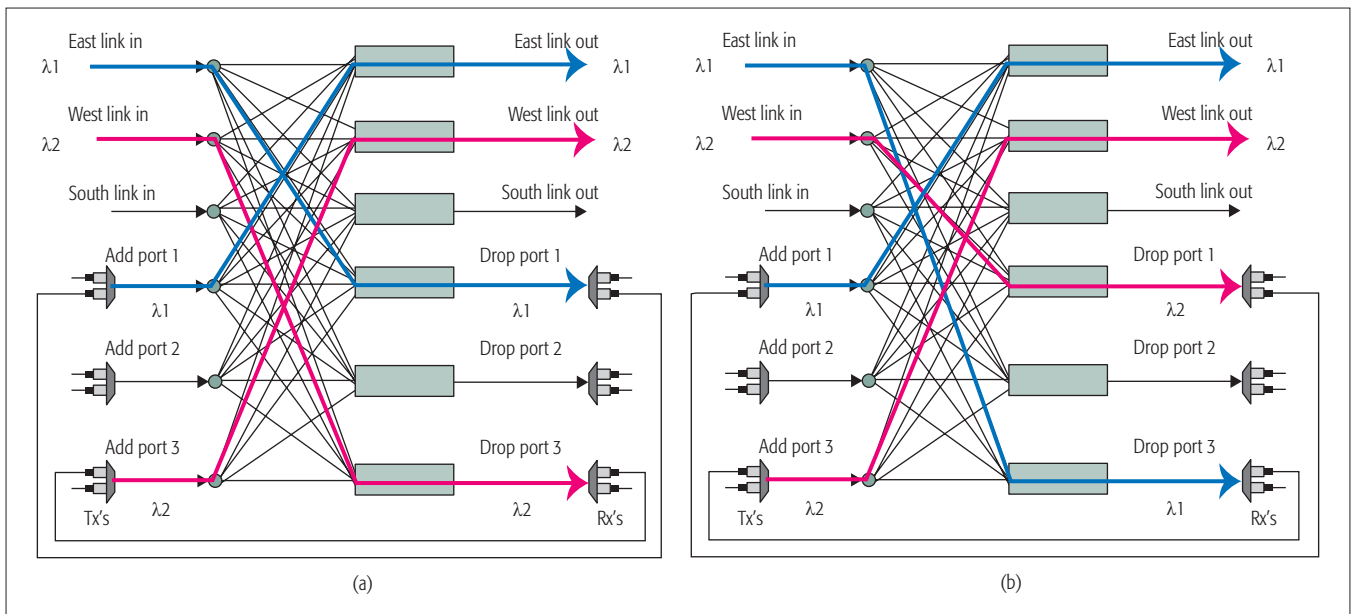 East link in
East link out
λ1
λ1
West link in
West link out
λ2
λ2
South link in
South link out
Add port 1
Drop port 1
λ1
λ1
Add port 2
Drop port 2
Add port 3
Drop port 3
Tx's
λ2
λ2
Rx's
(a)
East link in
East link out
λ1
λ1
West link in
West link out
λ2
λ2
South link in
South link out
Add port 1
Drop port 1
λ1
λ2
Add port 2
Drop port 2
Add port 3
Drop port 3
Tx's
λ2
λ1
Rx's
(b)